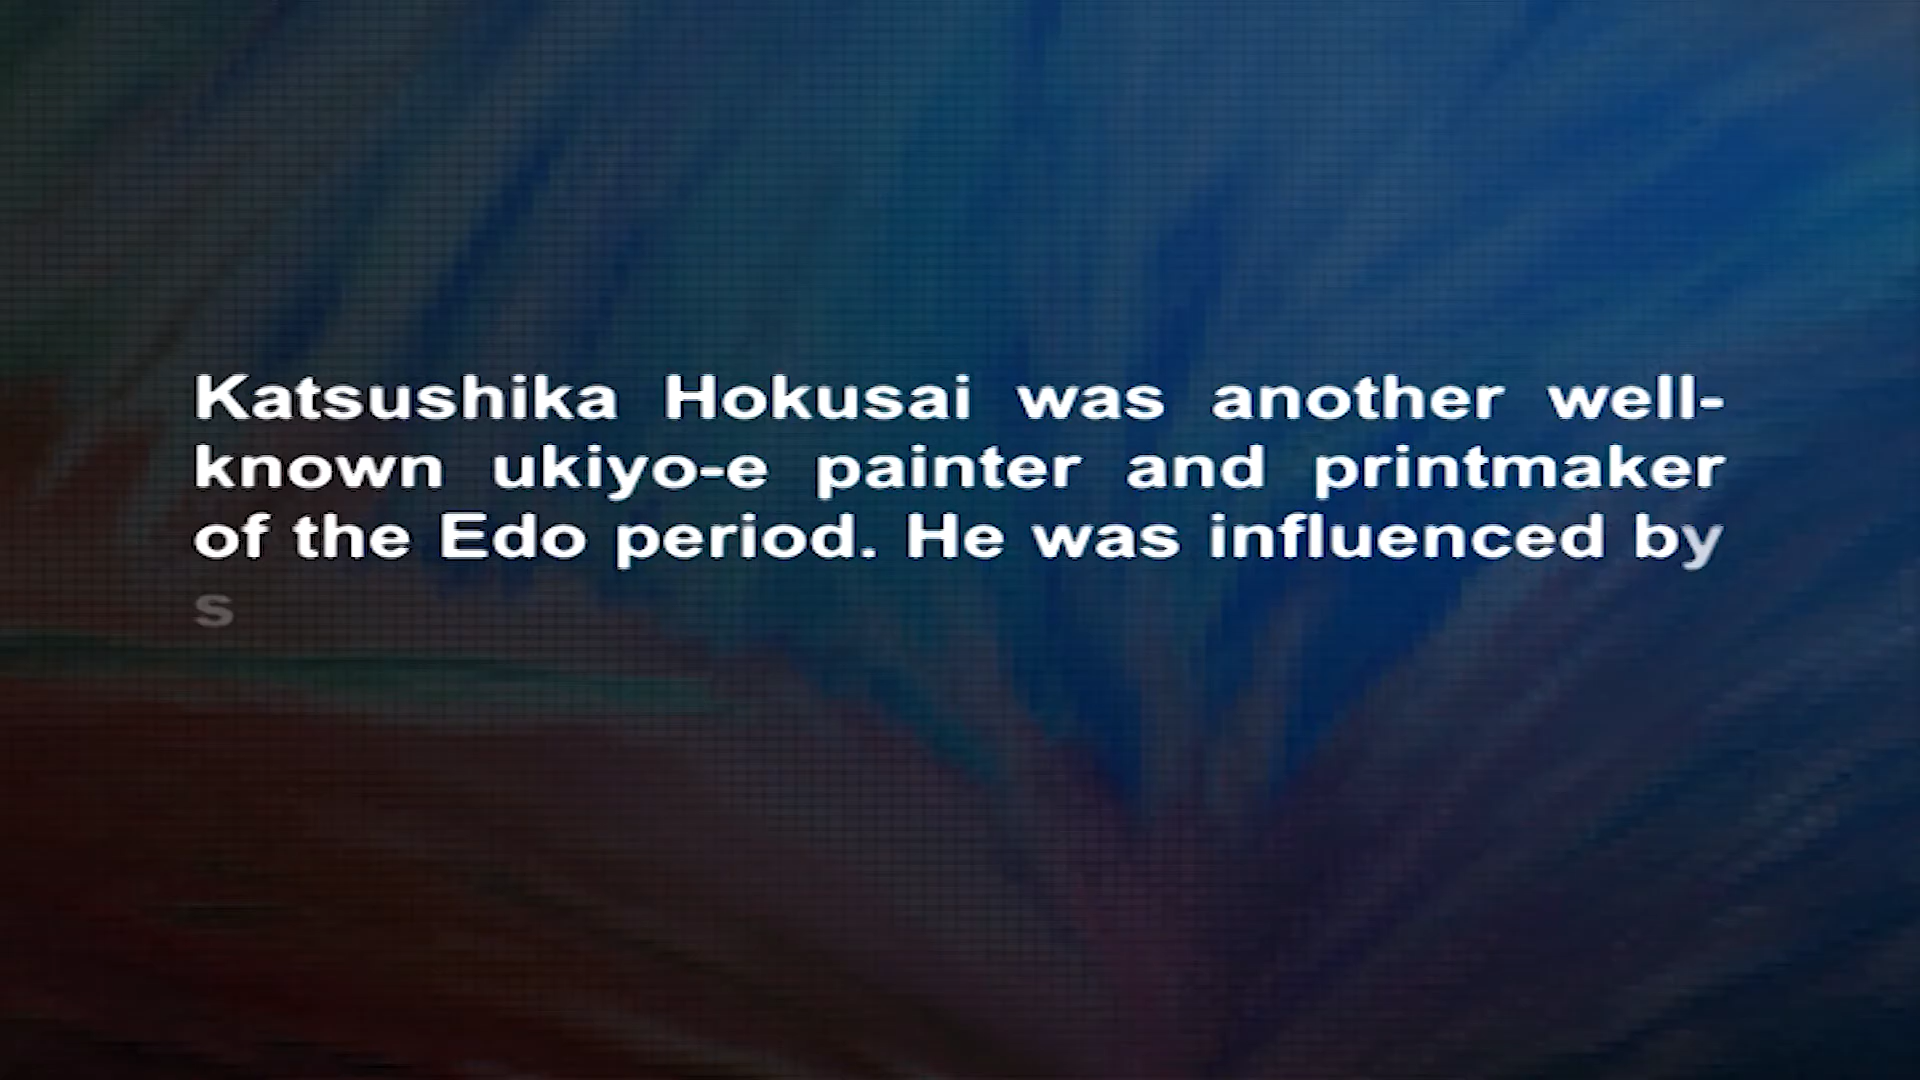 Katsushika Hokusai was another well-
known ukiyo-e painter and printmaker
of the Edo period. He was influenced by
s